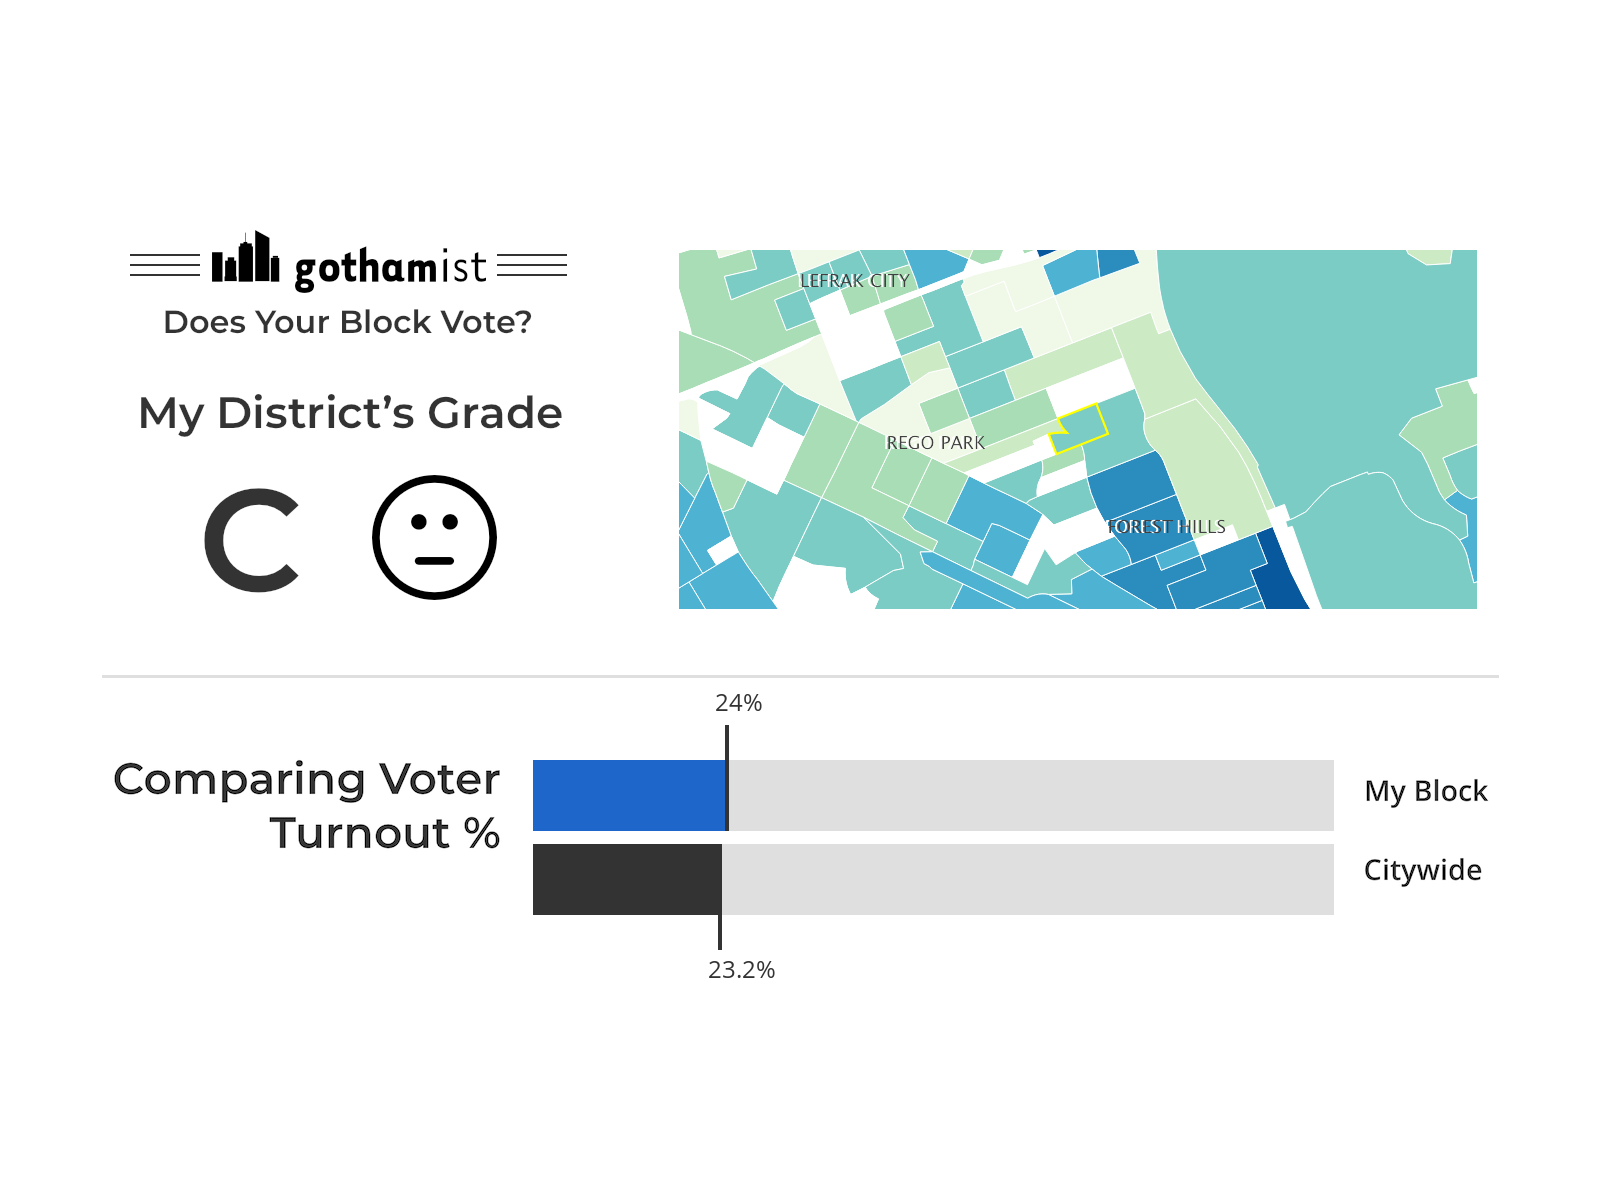 gothamist
Does Your Block Vote?
My District’s Grade
C
LEFRAK CITY
REGO PARK
FOREST HILLS
24%
Comparing Voter
Turnout %
My Block
Citywide
23.2%